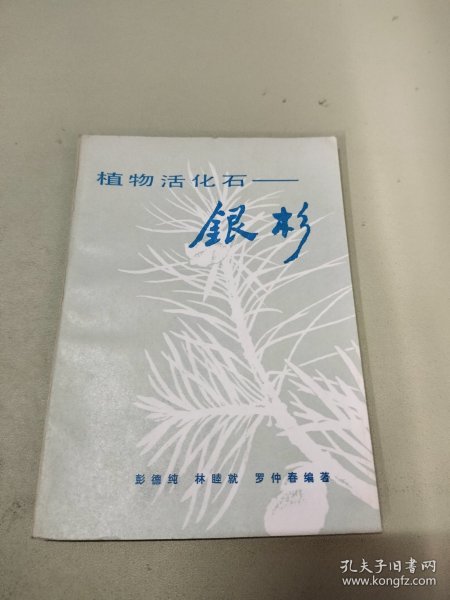 植物活化石——
銀杉
彭德纯 林睦就 罗仲春编著
孔夫子旧书网
www.kongfz.com